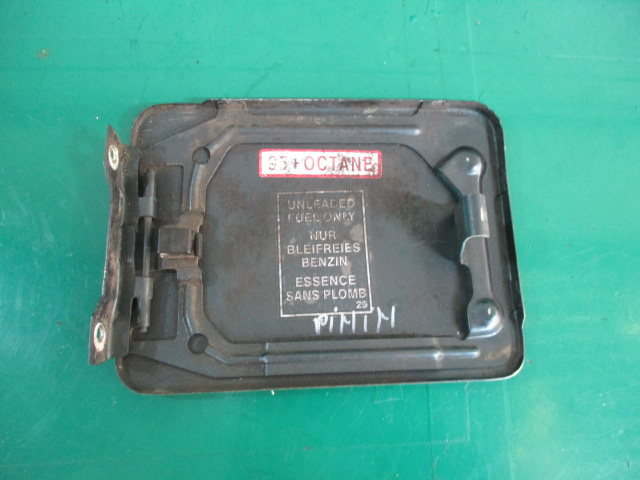 95+OCTANE
UNLEADED
FUEL ONLY
NUR
BLEIFREIES
BENZIN
ESSENCE
SANS PLOMB
25